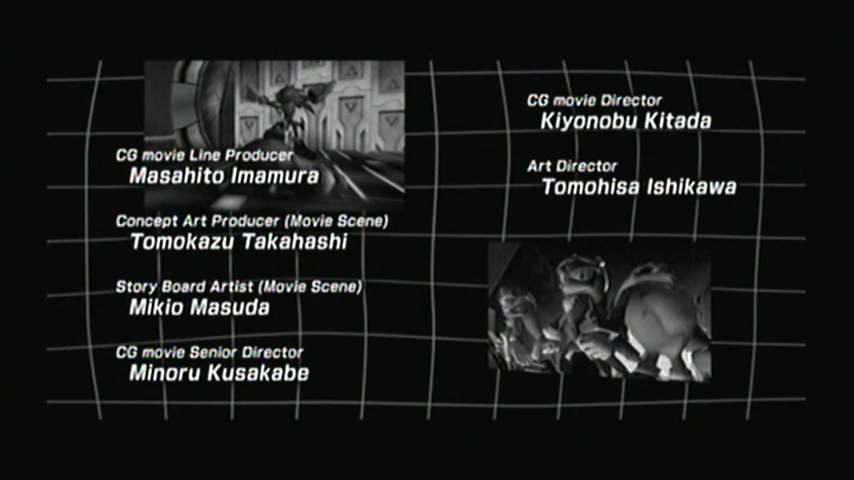 CG movie Line Producer
Masahito Imamura
Concept Art Producer (Movie Scene)
Tomokazu Takahashi
Story Board Artist (Movie Scene)
Mikio Masuda
CG movie Senior Director
Minoru Kusakabe
CG movie Director
Kiyonobu Kitada
Art Director
Tomohisa Ishikawa